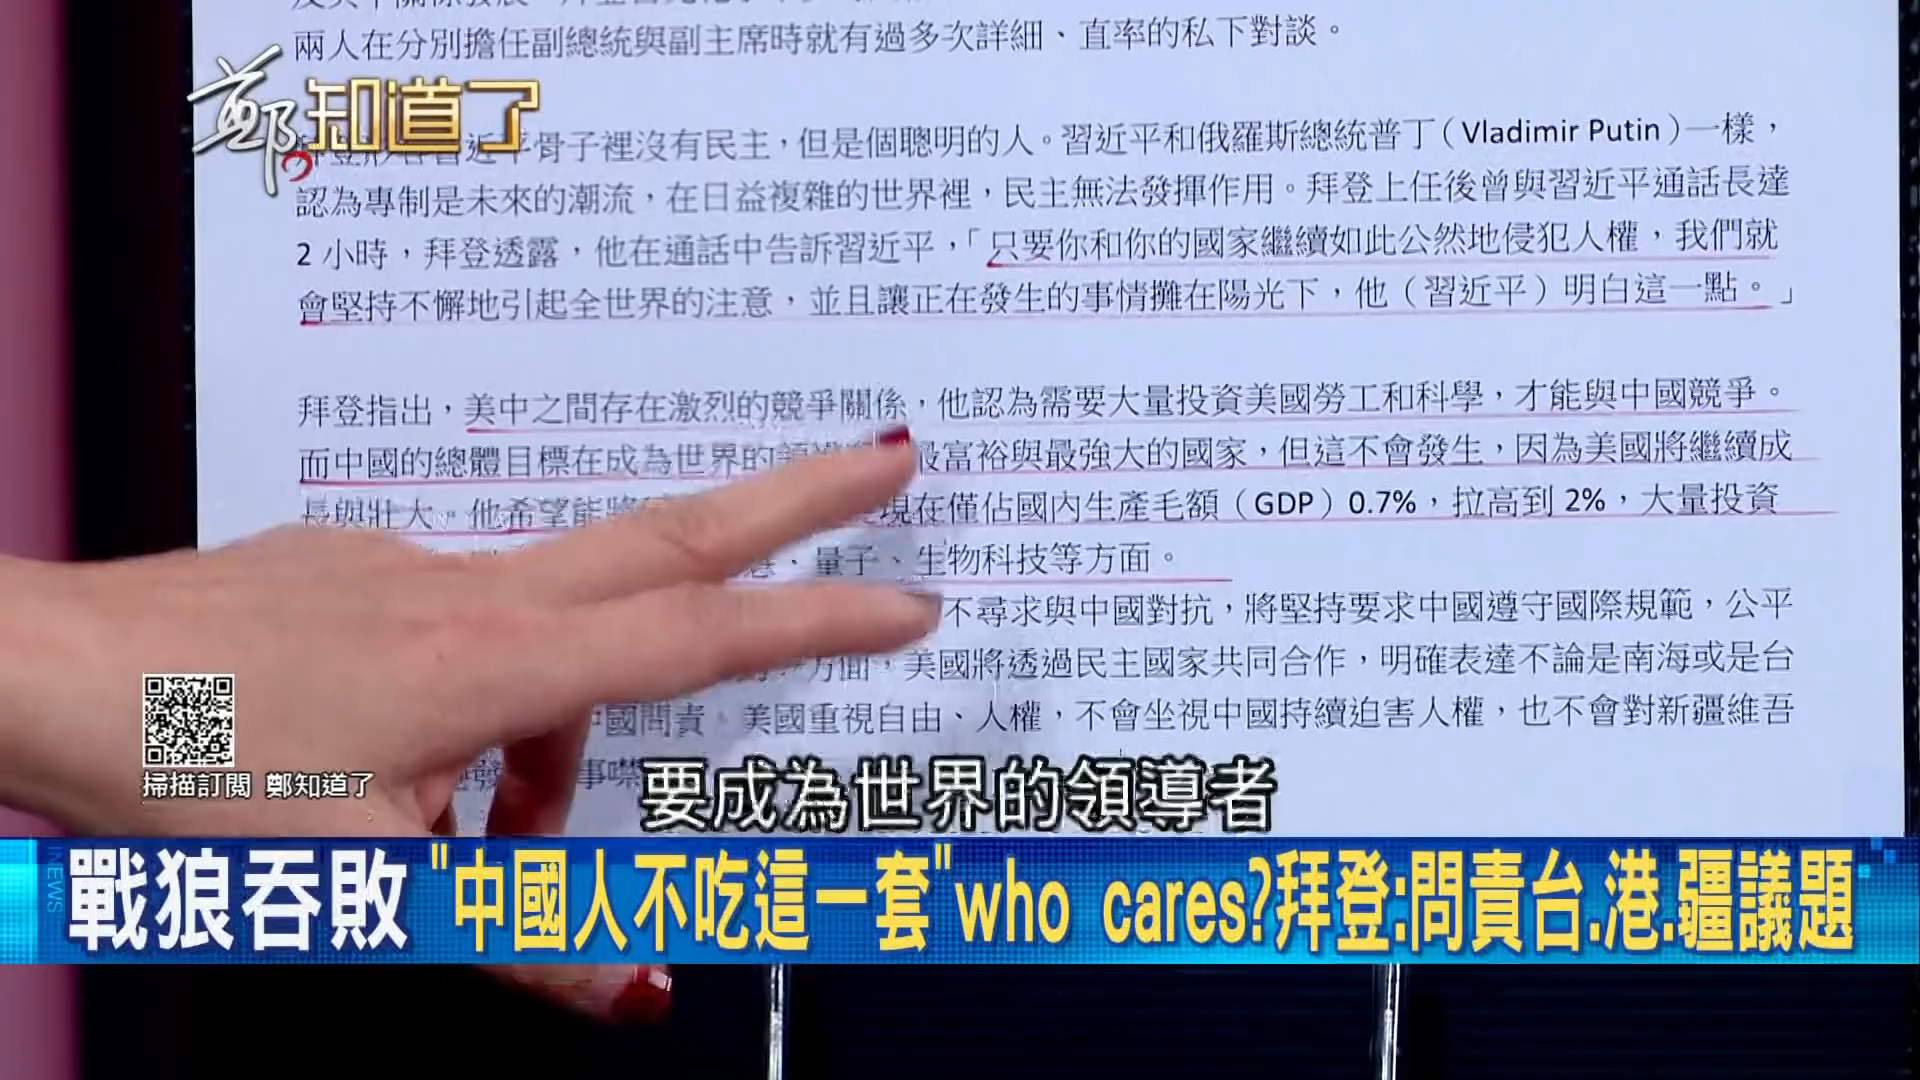 兩人在分別擔任副總統與副主席時就有過多次詳細、直率的私下對談。
鄭知道了
習近平骨子裡沒有民主，但是個聰明的人。習近平和俄羅斯總統普丁（Vladimir Putin）一樣，
認為專制是未來的潮流，在日益複雜的世界裡，民主無法發揮作用。拜登上任後曾與習近平通話長達
2 小時，拜登透露，他在通話中告訴習近平，「只要你和你的國家繼續如此公然地侵犯人權，我們就
會堅持不懈地引起全世界的注意，並且讓正在發生的事情攤在陽光下，他（習近平）明白這一點。」
拜登指出，美中之間存在激烈的競爭關係，他認為需要大量投資美國勞工和科學，才能與中國競爭。
而中國的總體目標在成為世界的領 最富裕與最強大的國家，但這不會發生，因為美國將繼續成
長與壯大。他希望能將 現在僅佔國內生產毛額（GDP）0.7%，拉高到 2%，大量投資
、量子、生物科技等方面。
不尋求與中國對抗，將堅持要求中國遵守國際規範，公平
方面，美國將透過民主國家共同合作，明確表達不論是南海或是台
中國問責。美國重視自由、人權，不會坐視中國持續迫害人權，也不會對新疆維吾
事噤
掃描訂閱 鄭知道了
要成為世界的領導者
INEWS
戰狼吞敗 "中國人不吃這一套"who cares?拜登:問責台.港.疆議題